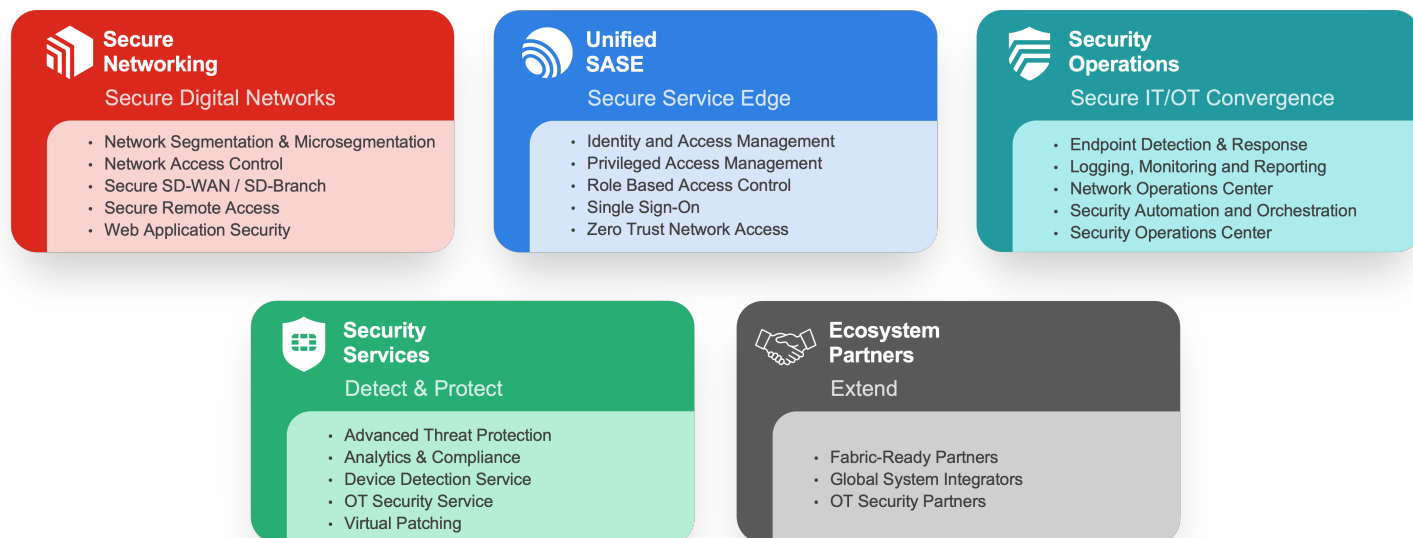 Secure
Networking
Secure Digital Networks
• Network Segmentation & Microsegmentation
• Network Access Control
• Secure SD-WAN / SD-Branch
• Secure Remote Access
• Web Application Security
Unified
SASE
Secure Service Edge
• Identity and Access Management
• Privileged Access Management
• Role Based Access Control
• Single Sign-On
• Zero Trust Network Access
Security
Operations
Secure IT/OT Convergence
• Endpoint Detection & Response
• Logging, Monitoring and Reporting
• Network Operations Center
• Security Automation and Orchestration
• Security Operations Center
Security
Services
Detect & Protect
• Advanced Threat Protection
• Analytics & Compliance
• Device Detection Service
• OT Security Service
• Virtual Patching
Ecosystem
Partners
Extend
• Fabric-Ready Partners
• Global System Integrators
• OT Security Partners